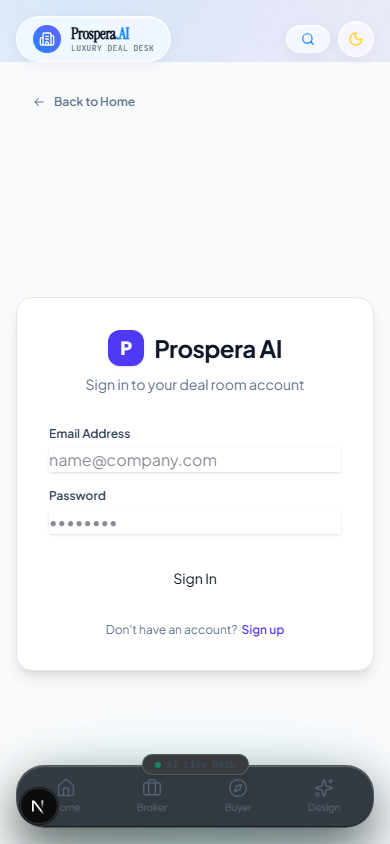 Prospera.AI
LUXURY DEAL DESK
Back to Home
P Prospera AI
Sign in to your deal room account
Email Address
name@company.com
Password
Sign In
Don't have an account? Sign up
AI Live Desk
N ome Broker Buyer Design